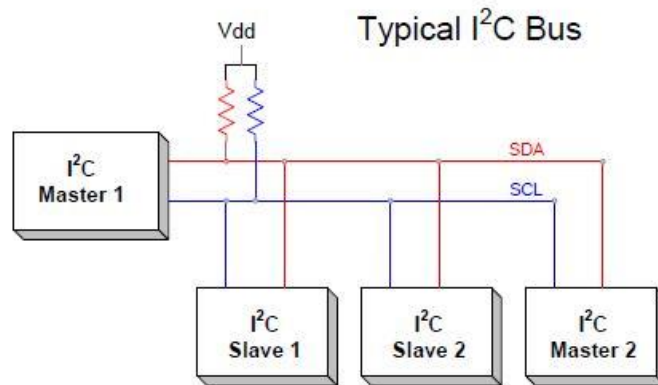 Typical I²C Bus
Vdd
SDA
SCL
I²C
Master 1
I²C
Slave 1
I²C
Slave 2
I²C
Master 2